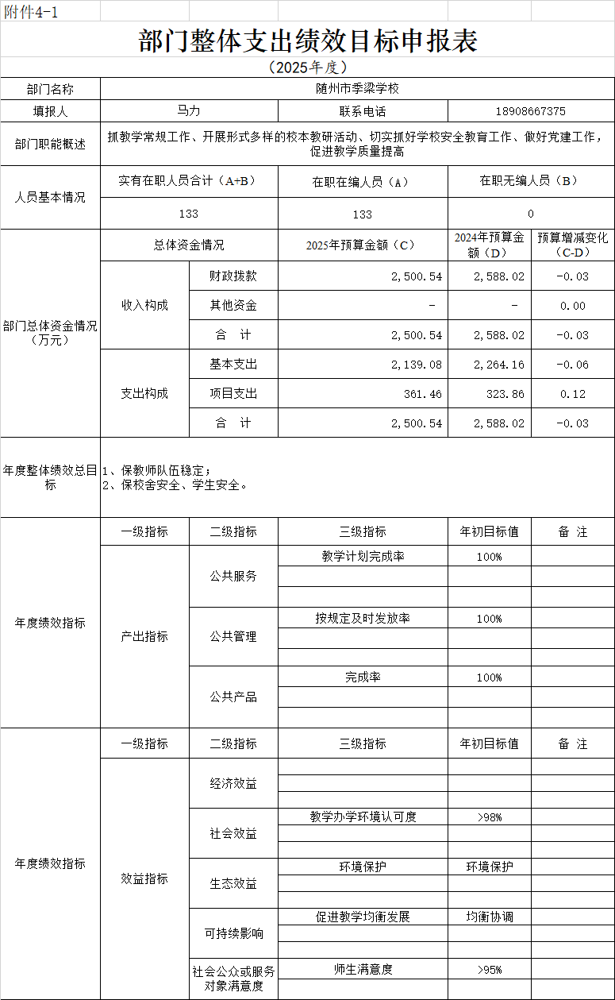 附件4-1
部门整体支出绩效目标申报表
（2025年度）
部门名称 随州市季梁学校
填报人 马力 联系电话 18908667375
部门职能概述 抓教学常规工作、开展形式多样的校本教研活动、切实抓好学校安全教育工作、做好党建工作，
促进教学质量提高
人员基本情况 实有在职人员合计（A+B） 在职在编人员（A） 在职无编人员（B）
133 133 0
部门总体资金情况
（万元）
总体资金情况 2025年预算金额（C） 2024年预算金
额（D） 预算增减变化
（C-D）
收入构成 财政拨款 2,500.54 2,588.02 -0.03
其他资金 - - 0.00
合 计 2,500.54 2,588.02 -0.03
支出构成 基本支出 2,139.08 2,264.16 -0.06
项目支出 361.46 323.86 0.12
合 计 2,500.54 2,588.02 -0.03
年度整体绩效总目
标
1、保教师队伍稳定；
2、保校舍安全、学生安全。
年度绩效指标 一级指标 二级指标 三级指标 年初目标值 备 注
产出指标 公共服务 教学计划完成率 100%
公共管理 按规定及时发放率 100%
公共产品 完成率 100%
年度绩效指标 一级指标 二级指标 三级指标 年初目标值 备 注
效益指标 经济效益
社会效益 教学办学环境认可度 >98%
生态效益 环境保护 环境保护
可持续影响 促进教学均衡发展 均衡协调
社会公众或服务
对象满意度 师生满意度 >95%